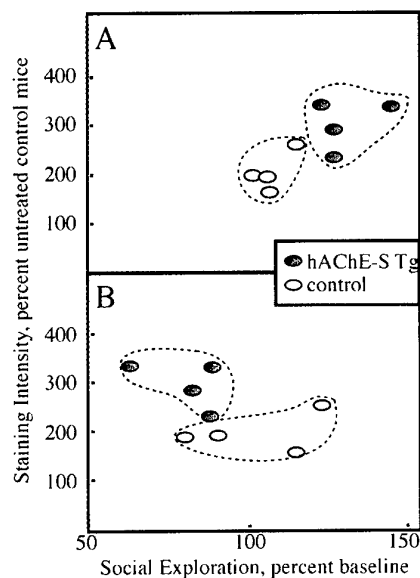 A
400
300
200
100
hAChE-S Tg
control
B
400
300
200
100
50
100
150
Social Exploration, percent baseline
Staining Intensity, percent untreated control mice